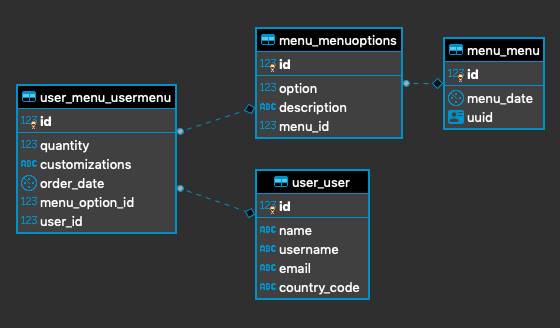 user_menu_usermenu
123 id
123 quantity
ABC customizations
order_date
123 menu_option_id
123 user_id
menu_menuoptions
123 id
123 option
ABC description
123 menu_id
menu_menu
123 id
menu_date
uuid
user_user
123 id
ABC name
ABC username
ABC email
ABC country_code